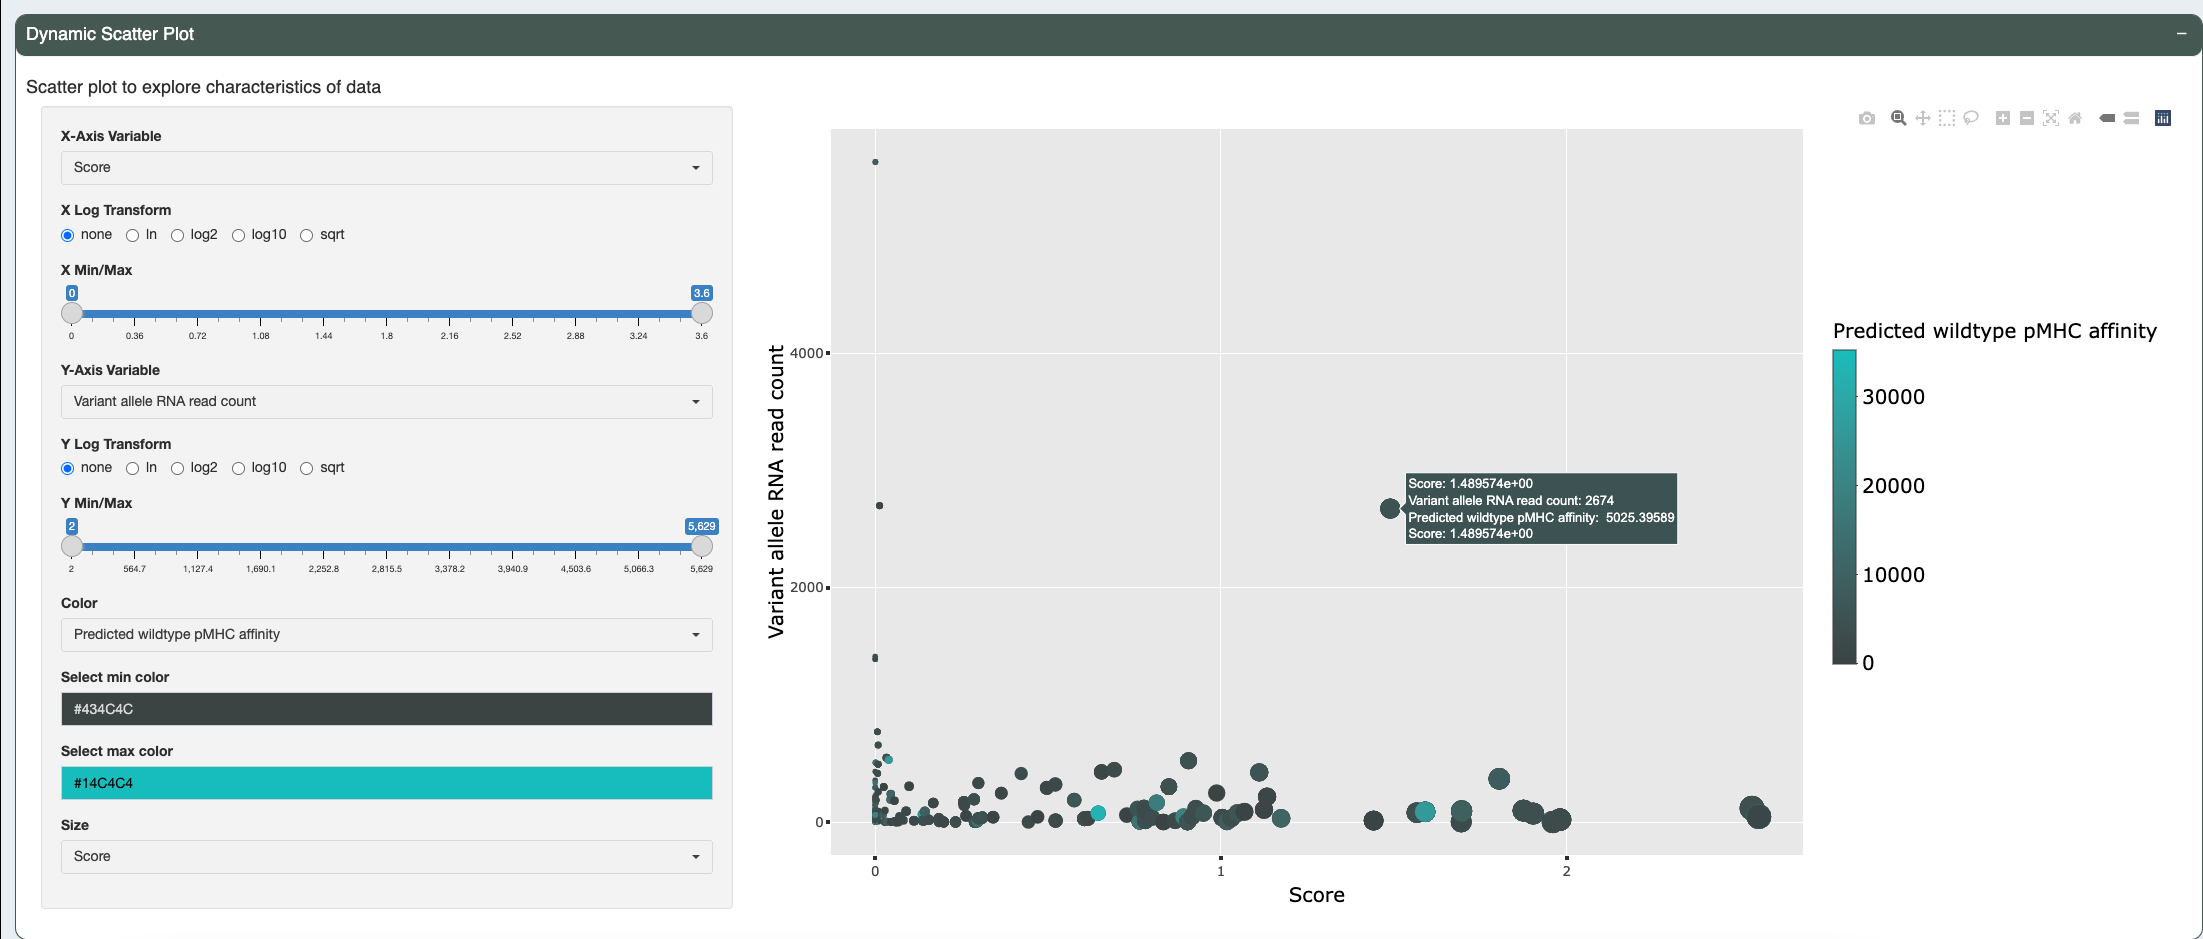 Dynamic Scatter Plot
Scatter plot to explore characteristics of data
X-Axis Variable
Score
X Log Transform
none ln log2 log10 sqrt
X Min/Max
0 3.6
0 0.36 0.72 1.08 1.44 1.8 2.16 2.52 2.88 3.24 3.6
Y-Axis Variable
Variant allele RNA read count
Y Log Transform
none ln log2 log10 sqrt
Y Min/Max
2 5,629
2 564.7 1,127.4 1,690.1 2,252.8 2,815.5 3,378.2 3,940.9 4,503.6 5,066.3 5,629
Color
Predicted wildtype pMHC affinity
Select min color
#434C4C
Select max color
#14C4C4
Size
Score
Variant allele RNA read count
4000
2000
0
0 1 2
Score
Score: 1.489574e+00
Variant allele RNA read count: 2674
Predicted wildtype pMHC affinity: 5025.39589
Score: 1.489574e+00
Predicted wildtype pMHC affinity
30000
20000
10000
0